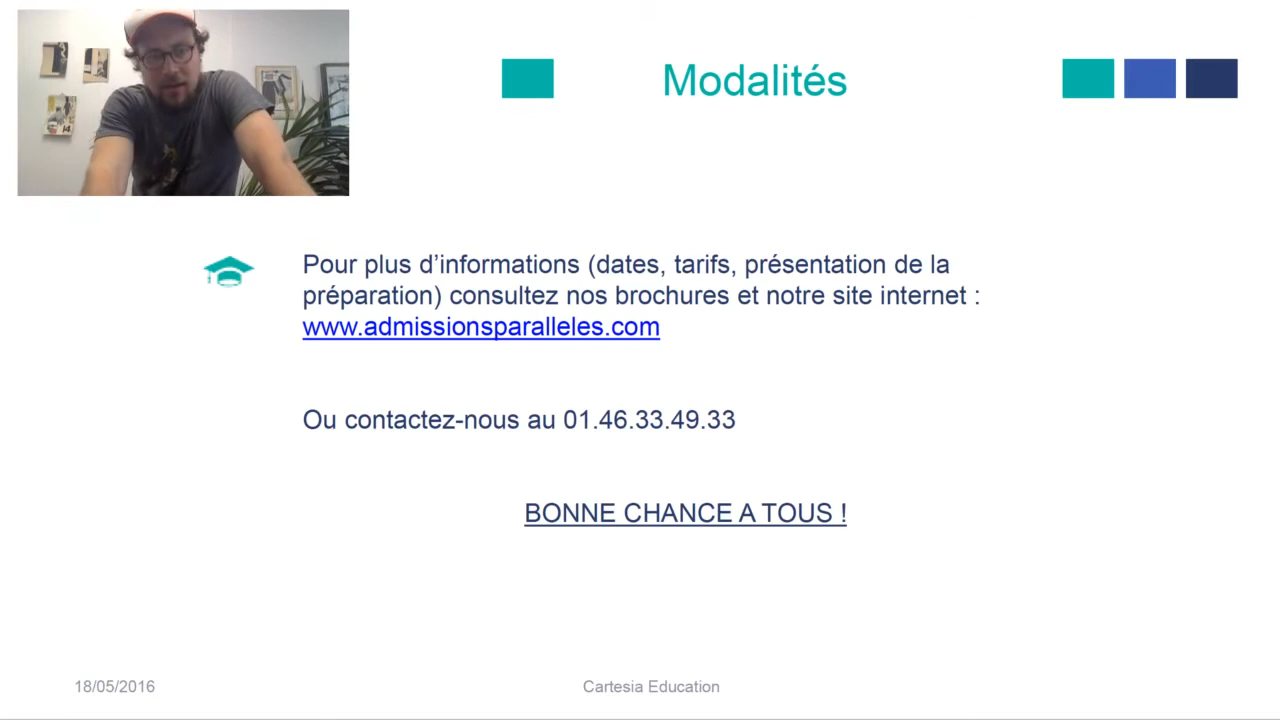 Modalités
Pour plus d’informations (dates, tarifs, présentation de la
préparation) consultez nos brochures et notre site internet :
www.admissionsparalleles.com
Ou contactez-nous au 01.46.33.49.33
BONNE CHANCE A TOUS !
18/05/2016
Cartesia Education